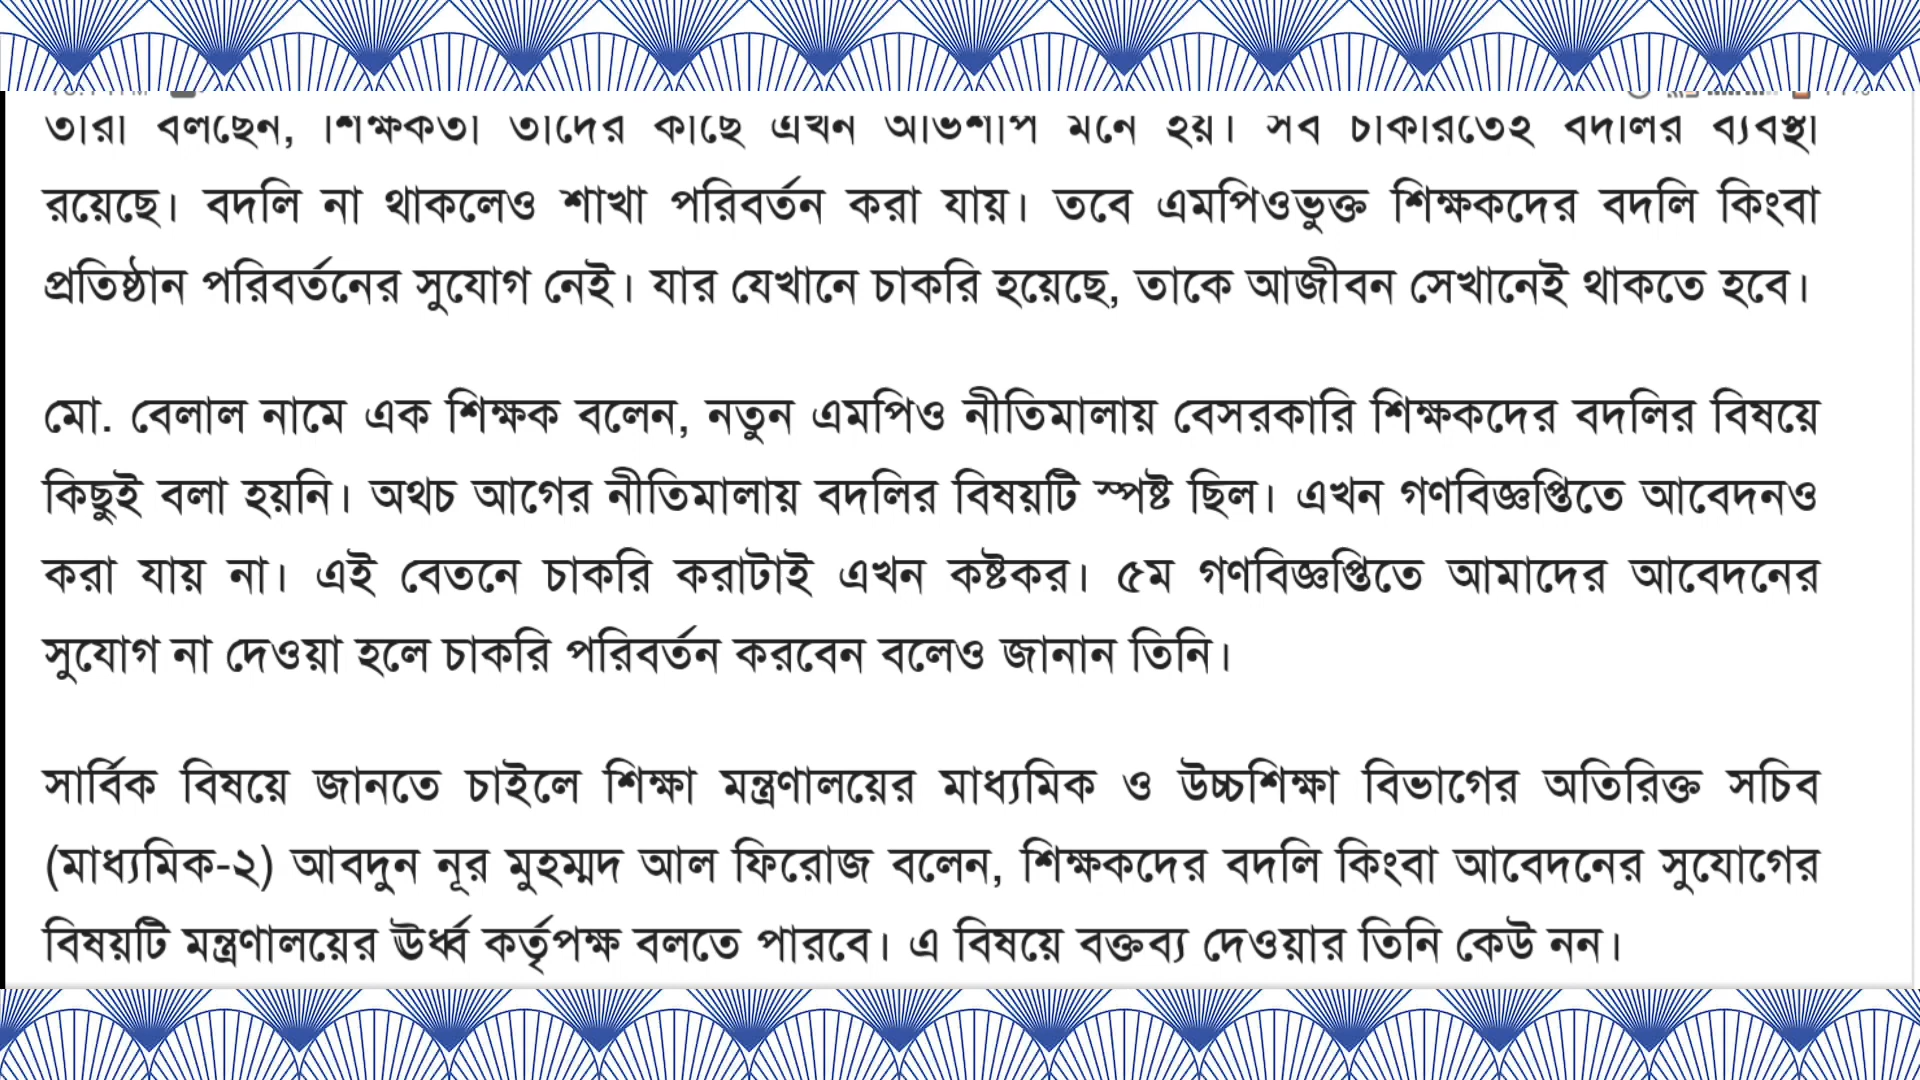 তারা বলছেন, শিক্ষকতা তাদের কাছে এখন অভিশাপ মনে হয়। সব চাকরিতেই বদলির ব্যবস্থা
রয়েছে। বদলি না থাকলেও শাখা পরিবর্তন করা যায়। তবে এমপিওভুক্ত শিক্ষকদের বদলি কিংবা
প্রতিষ্ঠান পরিবর্তনের সুযোগ নেই। যার যেখানে চাকরি হয়েছে, তাকে আজীবন সেখানেই থাকতে হবে।
মো. বেলাল নামে এক শিক্ষক বলেন, নতুন এমপিও নীতিমালায় বেসরকারি শিক্ষকদের বদলির বিষয়ে
কিছুই বলা হয়নি। অথচ আগের নীতিমালায় বদলির বিষয়টি স্পষ্ট ছিল। এখন গণবিজ্ঞপ্তিতে আবেদনও
করা যায় না। এই বেতনে চাকরি করাটাই এখন কষ্টকর। ৫ম গণবিজ্ঞপ্তিতে আমাদের আবেদনের
সুযোগ না দেওয়া হলে চাকরি পরিবর্তন করবেন বলেও জানান তিনি।
সার্বিক বিষয়ে জানতে চাইলে শিক্ষা মন্ত্রণালয়ের মাধ্যমিক ও উচ্চশিক্ষা বিভাগের অতিরিক্ত সচিব
(মাধ্যমিক-২) আবদুন নূর মুহম্মদ আল ফিরোজ বলেন, শিক্ষকদের বদলি কিংবা আবেদনের সুযোগের
বিষয়টি মন্ত্রণালয়ের ঊর্ধ্ব কর্তৃপক্ষ বলতে পারবে। এ বিষয়ে বক্তব্য দেওয়ার তিনি কেউ নন।